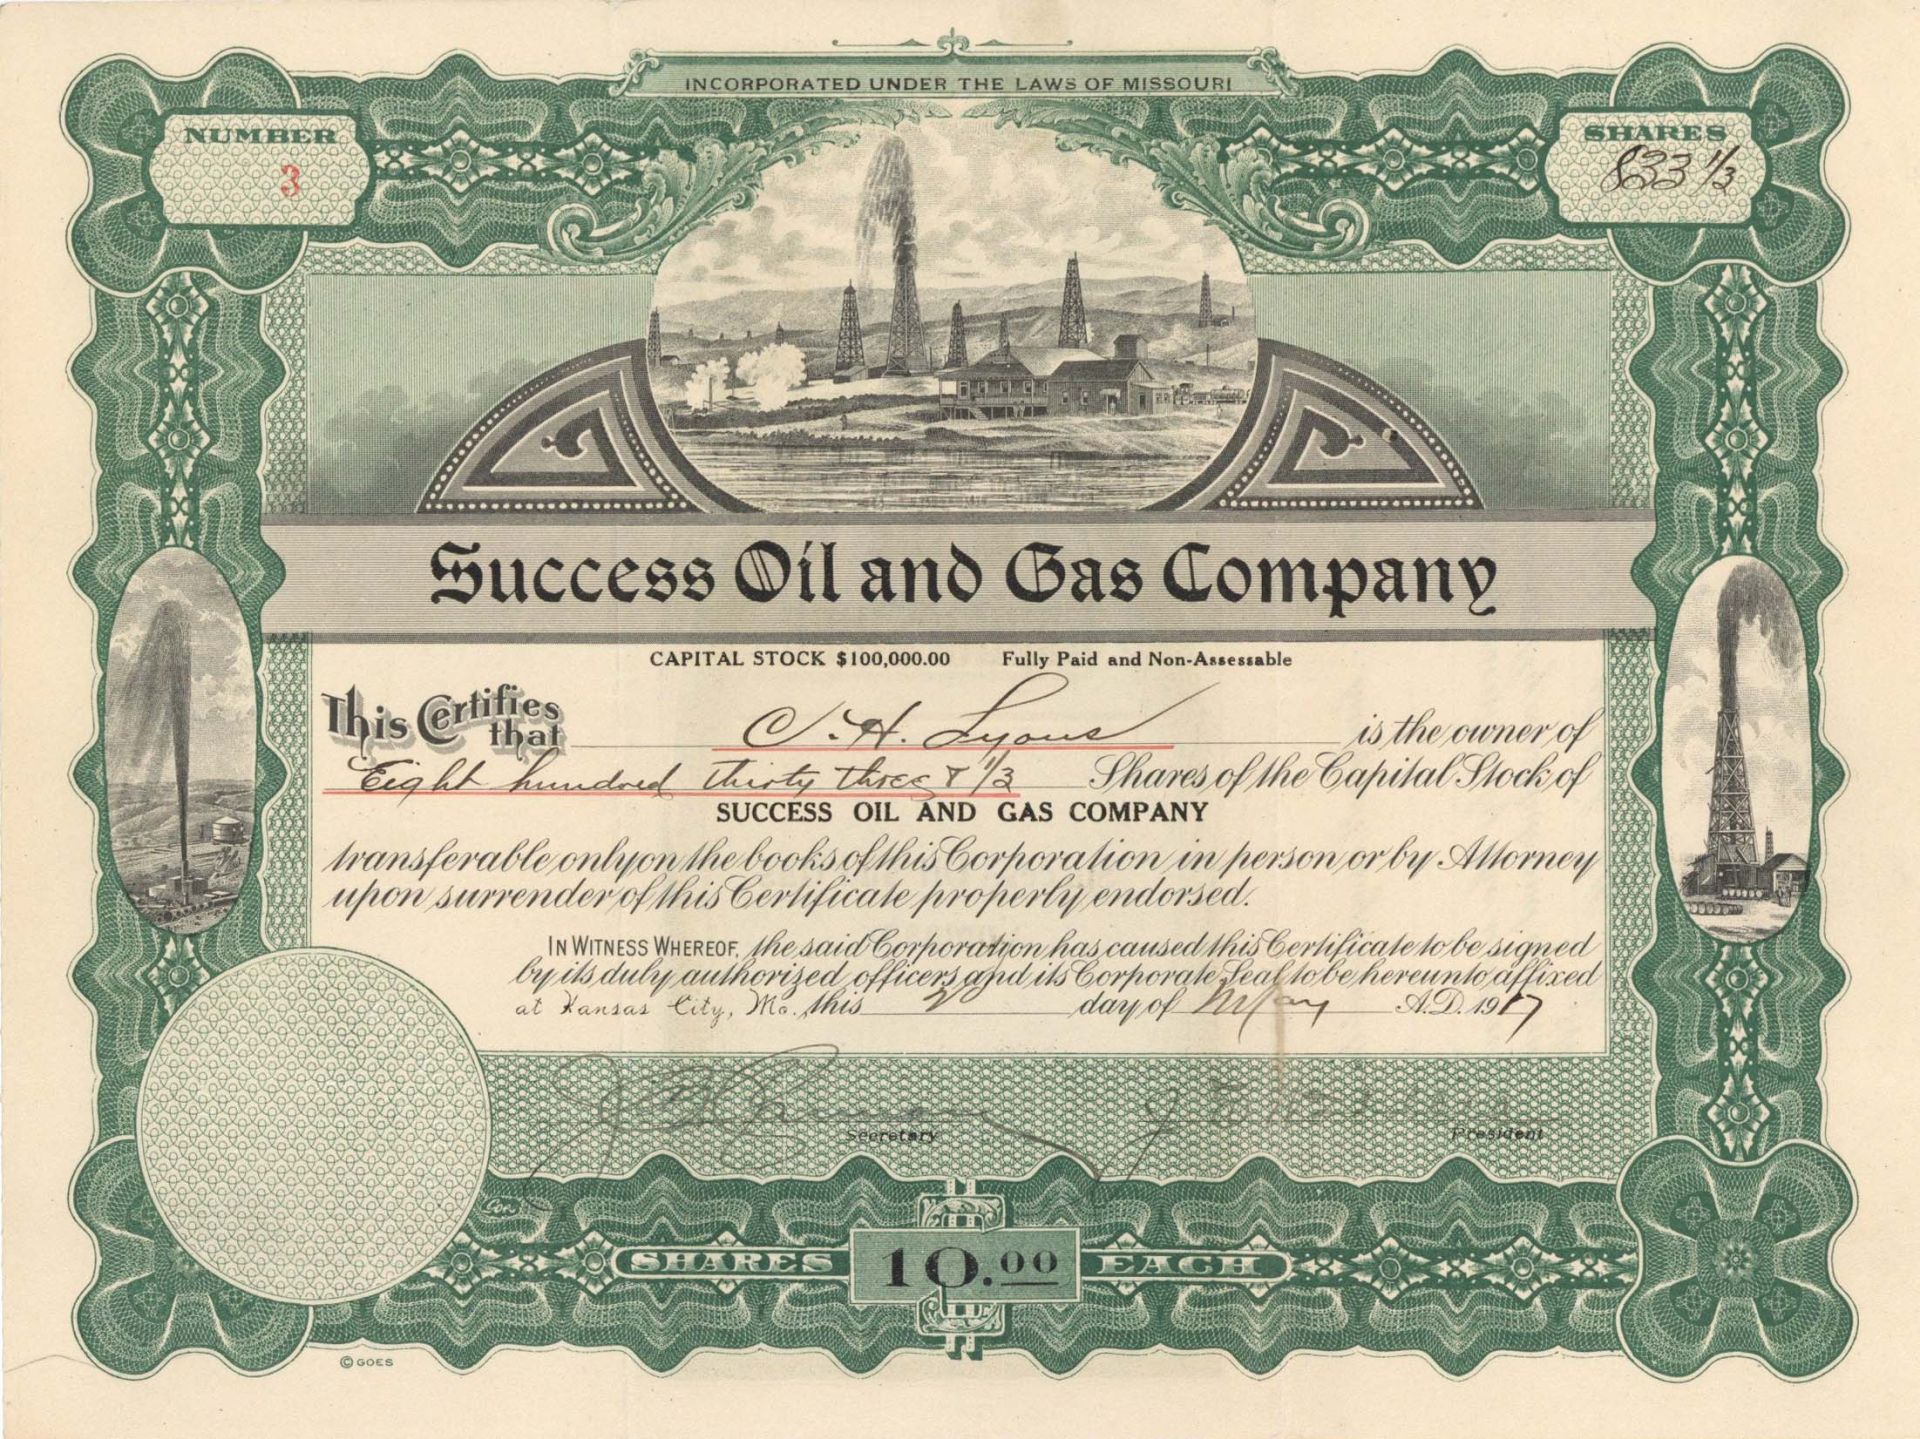 INCORPORATED UNDER THE LAWS OF MISSOURI
NUMBER
3
SHARES
833 1/3
Success Oil and Gas Company
CAPITAL STOCK $100,000.00 Fully Paid and Non-Assessable
This Certifies that C. H. Lyons is the owner of
Eight hundred thirty three & 1/3 Shares of the Capital Stock of
SUCCESS OIL AND GAS COMPANY
transferable only on the books of this Corporation in person or by Attorney
upon surrender of this Certificate properly endorsed.
IN WITNESS WHEREOF, the said Corporation has caused this Certificate to be signed
by its duly authorized officers and its Corporate Seal to be hereunto affixed
at Kansas City, Mo. this 2 day of May A.D. 1917
Secretary
President
SHARES 10.00 EACH
© GOES